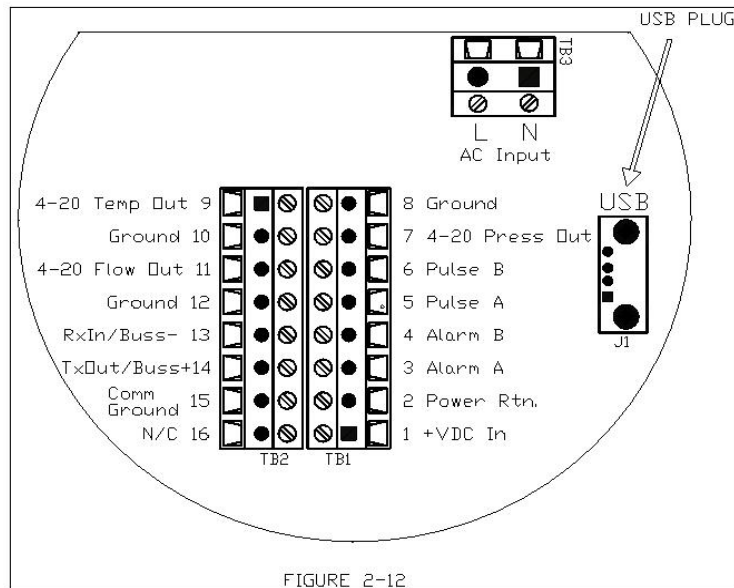 USB PLUG
TB3
L N
AC Input
USB
J1
4-20 Temp Out 9
Ground 10
4-20 Flow Out 11
Ground 12
RxIn/Buss- 13
TxOut/Buss+14
Comm
Ground 15
N/C 16
TB2
8 Ground
7 4-20 Press Out
6 Pulse B
5 Pulse A
4 Alarm B
3 Alarm A
2 Power Rtn.
1 +VDC In
TB1
FIGURE 2-12